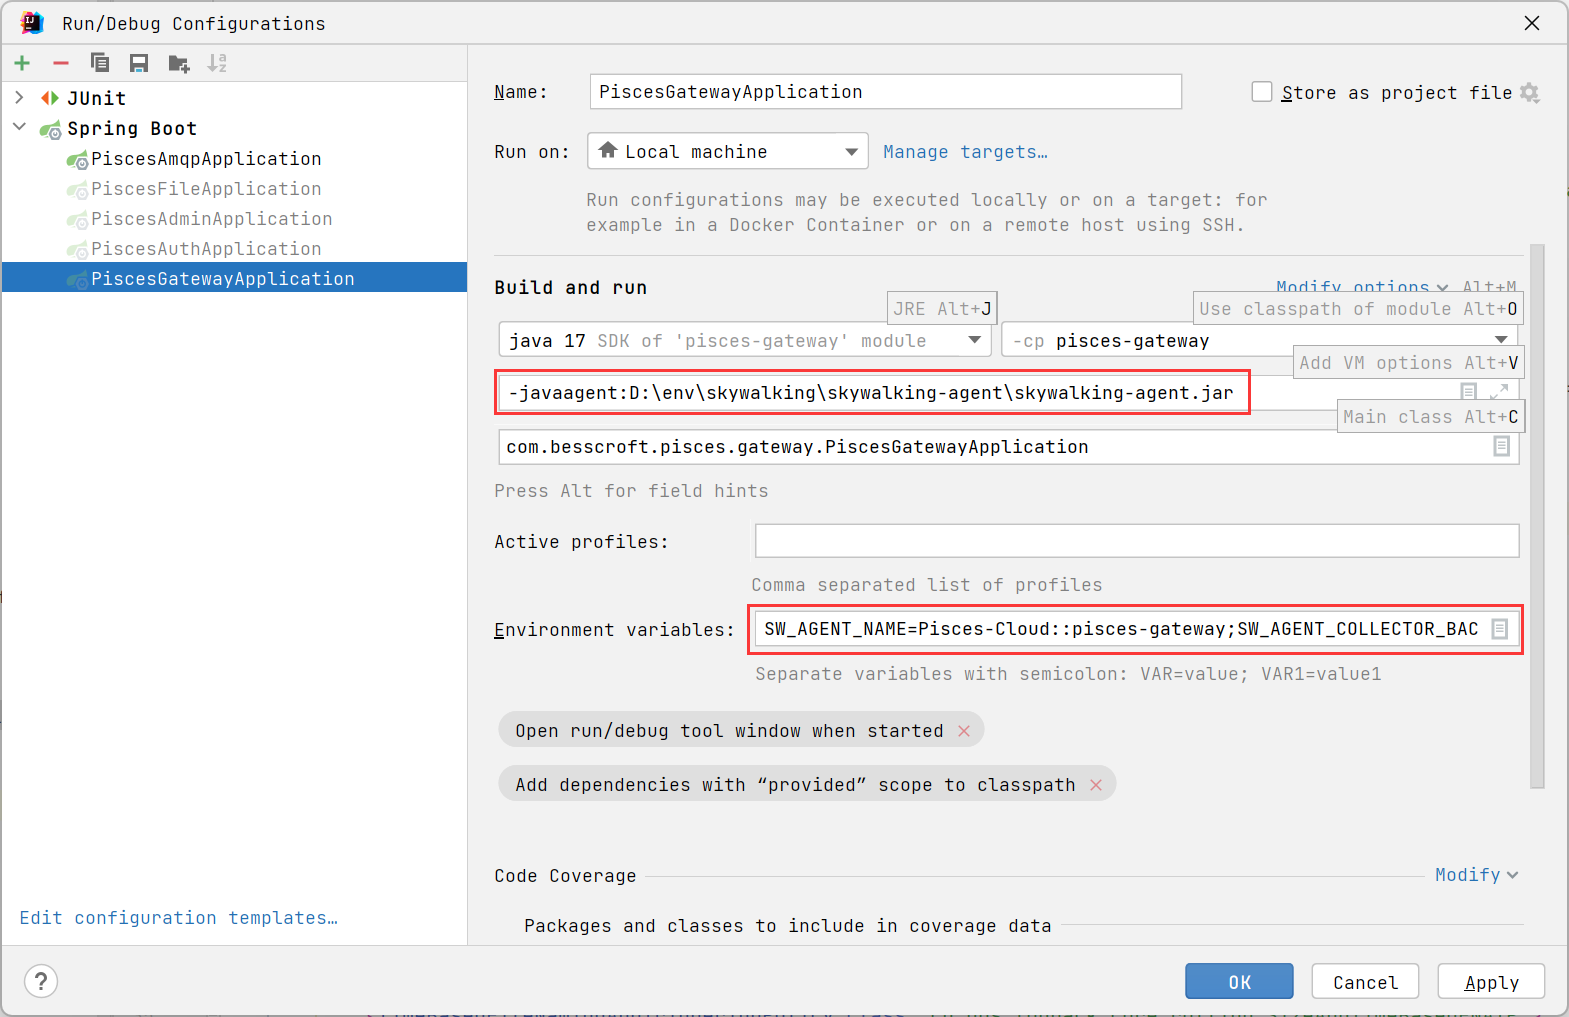 Run/Debug Configurations
JUnit
Spring Boot
PiscesAmqpApplication
PiscesFileApplication
PiscesAdminApplication
PiscesAuthApplication
PiscesGatewayApplication
Edit configuration templates…
Name: PiscesGatewayApplication Store as project file
Run on: Local machine Manage targets…
Run configurations may be executed locally or on a target: for
example in a Docker Container or on a remote host using SSH.
Build and run Modify options Alt+M
JRE Alt+J Use classpath of module Alt+O
java 17 SDK of 'pisces-gateway' module -cp pisces-gateway
Add VM options Alt+V
-javaagent:D:\env\skywalking\skywalking-agent\skywalking-agent.jar
Main class Alt+C
com.besscroft.pisces.gateway.PiscesGatewayApplication
Press Alt for field hints
Active profiles:
Comma separated list of profiles
Environment variables: SW_AGENT_NAME=Pisces-Cloud::pisces-gateway;SW_AGENT_COLLECTOR_BAC
Separate variables with semicolon: VAR=value; VAR1=value1
Open run/debug tool window when started
Add dependencies with “provided” scope to classpath
Code Coverage Modify
Packages and classes to include in coverage data
? OK Cancel Apply